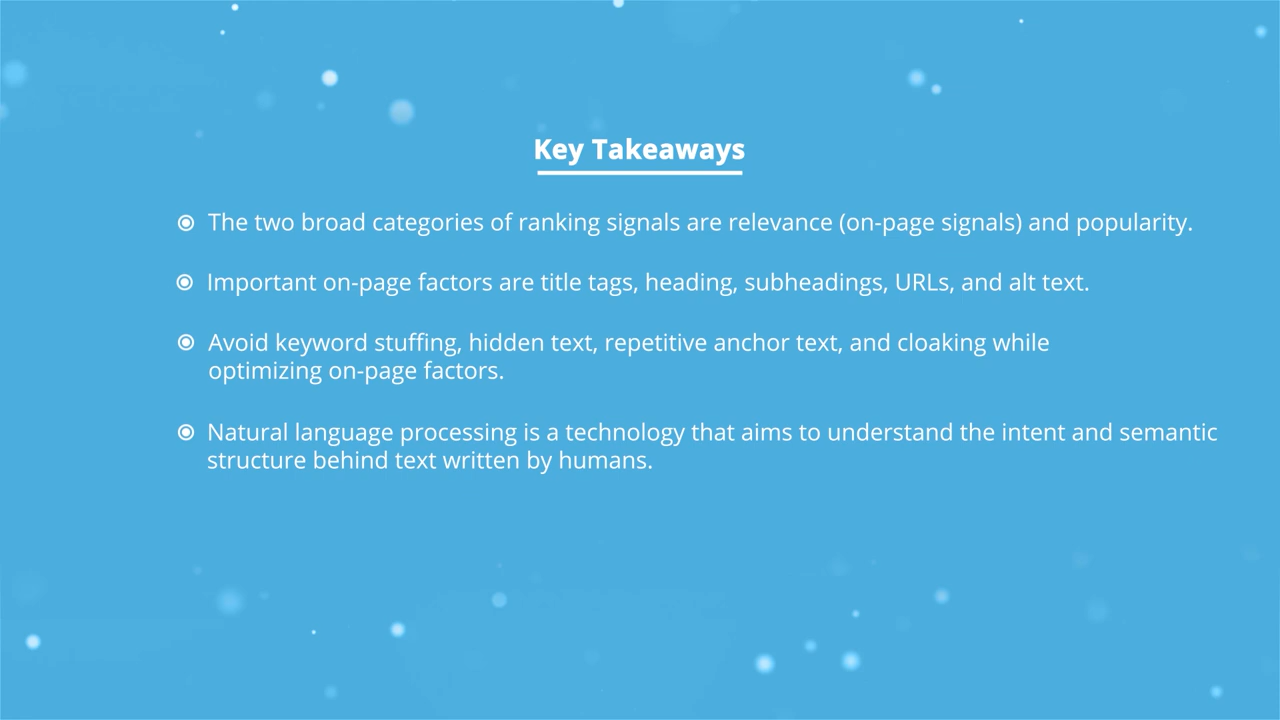 Key Takeaways
The two broad categories of ranking signals are relevance (on-page signals) and popularity.
Important on-page factors are title tags, heading, subheadings, URLs, and alt text.
Avoid keyword stuffing, hidden text, repetitive anchor text, and cloaking while
optimizing on-page factors.
Natural language processing is a technology that aims to understand the intent and semantic
structure behind text written by humans.